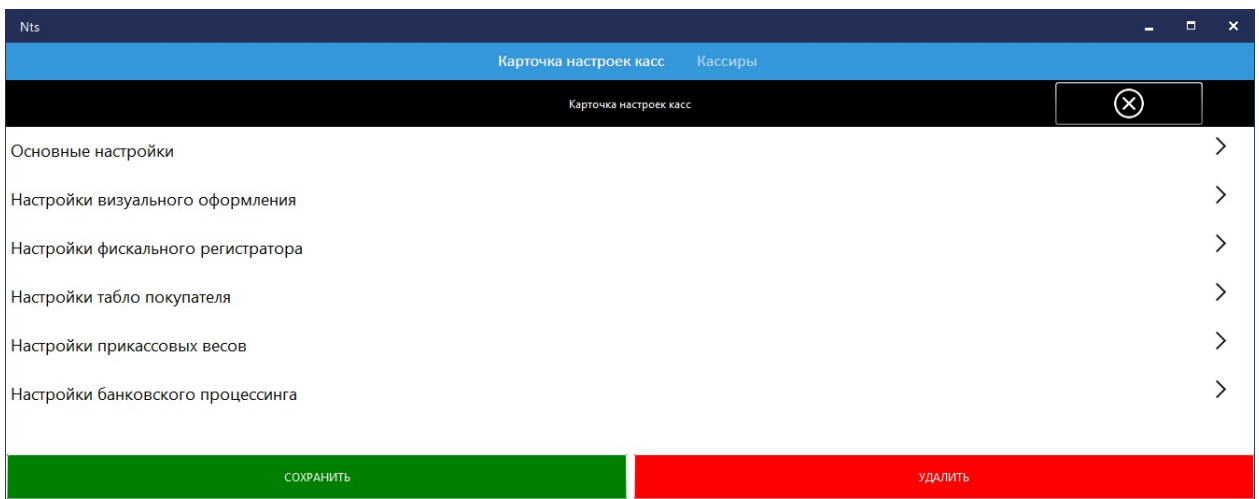 Nts
Карточка настроек касс Кассиры
Карточка настроек касс
Основные настройки
Настройки визуального оформления
Настройки фискального регистратора
Настройки табло покупателя
Настройки прикассовых весов
Настройки банковского процессинга
СОХРАНИТЬ УДАЛИТЬ